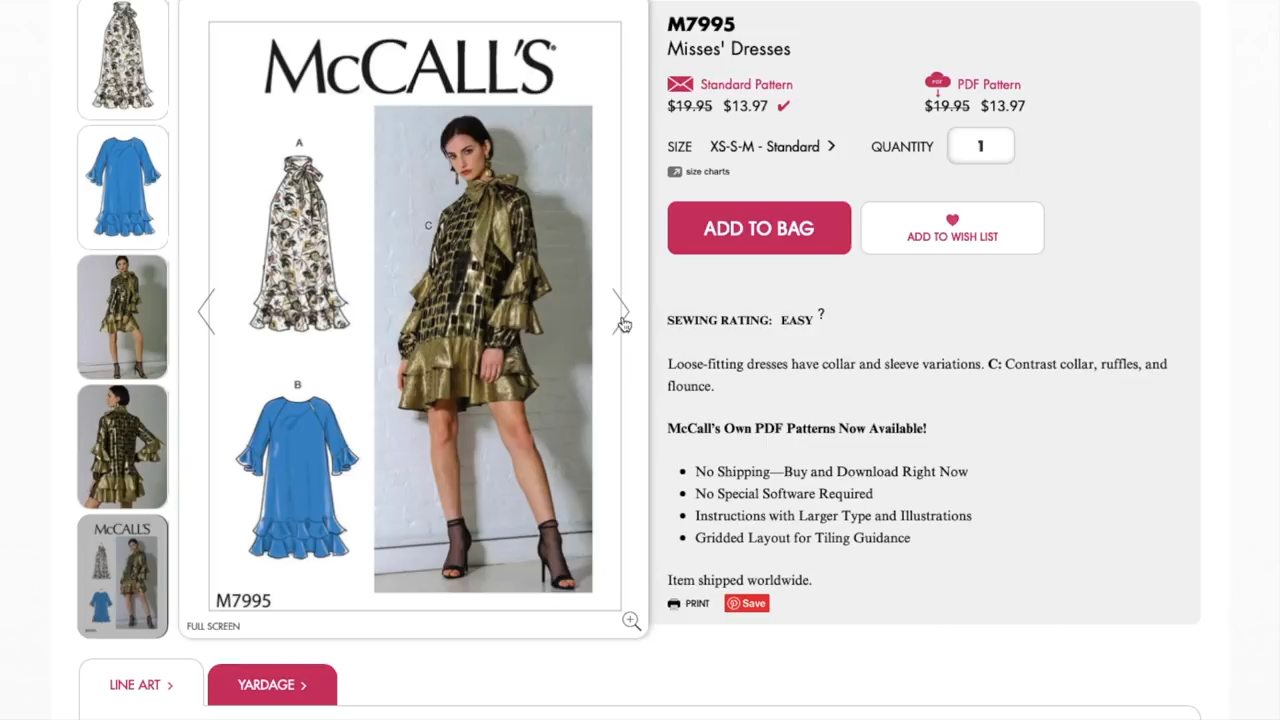 McCALL'S
A
C
B
M7995
FULL SCREEN
McCALL'S
M7995
Misses' Dresses
Standard Pattern
$19.95 $13.97 ✔
PDF
PDF Pattern
$19.95 $13.97
SIZE XS-S-M - Standard >
QUANTITY 1
size charts
ADD TO BAG
ADD TO WISH LIST
SEWING RATING: EASY ?
Loose-fitting dresses have collar and sleeve variations. C: Contrast collar, ruffles, and
flounce.
McCall's Own PDF Patterns Now Available!
• No Shipping—Buy and Download Right Now
• No Special Software Required
• Instructions with Larger Type and Illustrations
• Gridded Layout for Tiling Guidance
Item shipped worldwide.
PRINT Save
LINE ART >
YARDAGE >